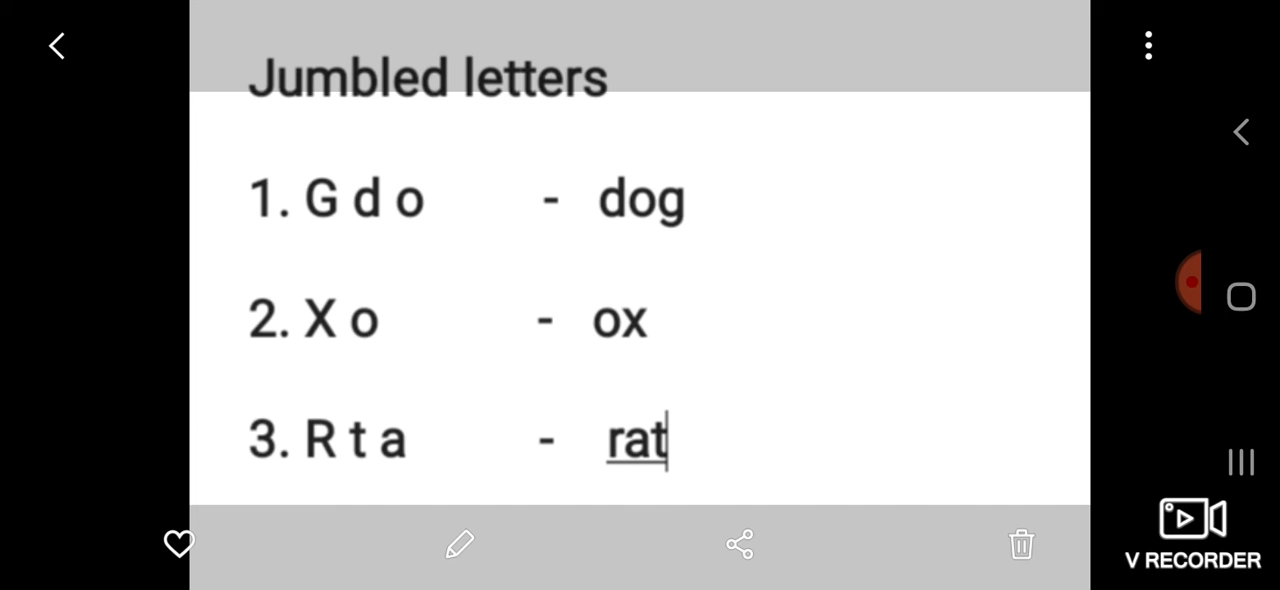 Jumbled letters
1. G d o - dog
2. X o - ox
3. R t a - rat
V RECORDER